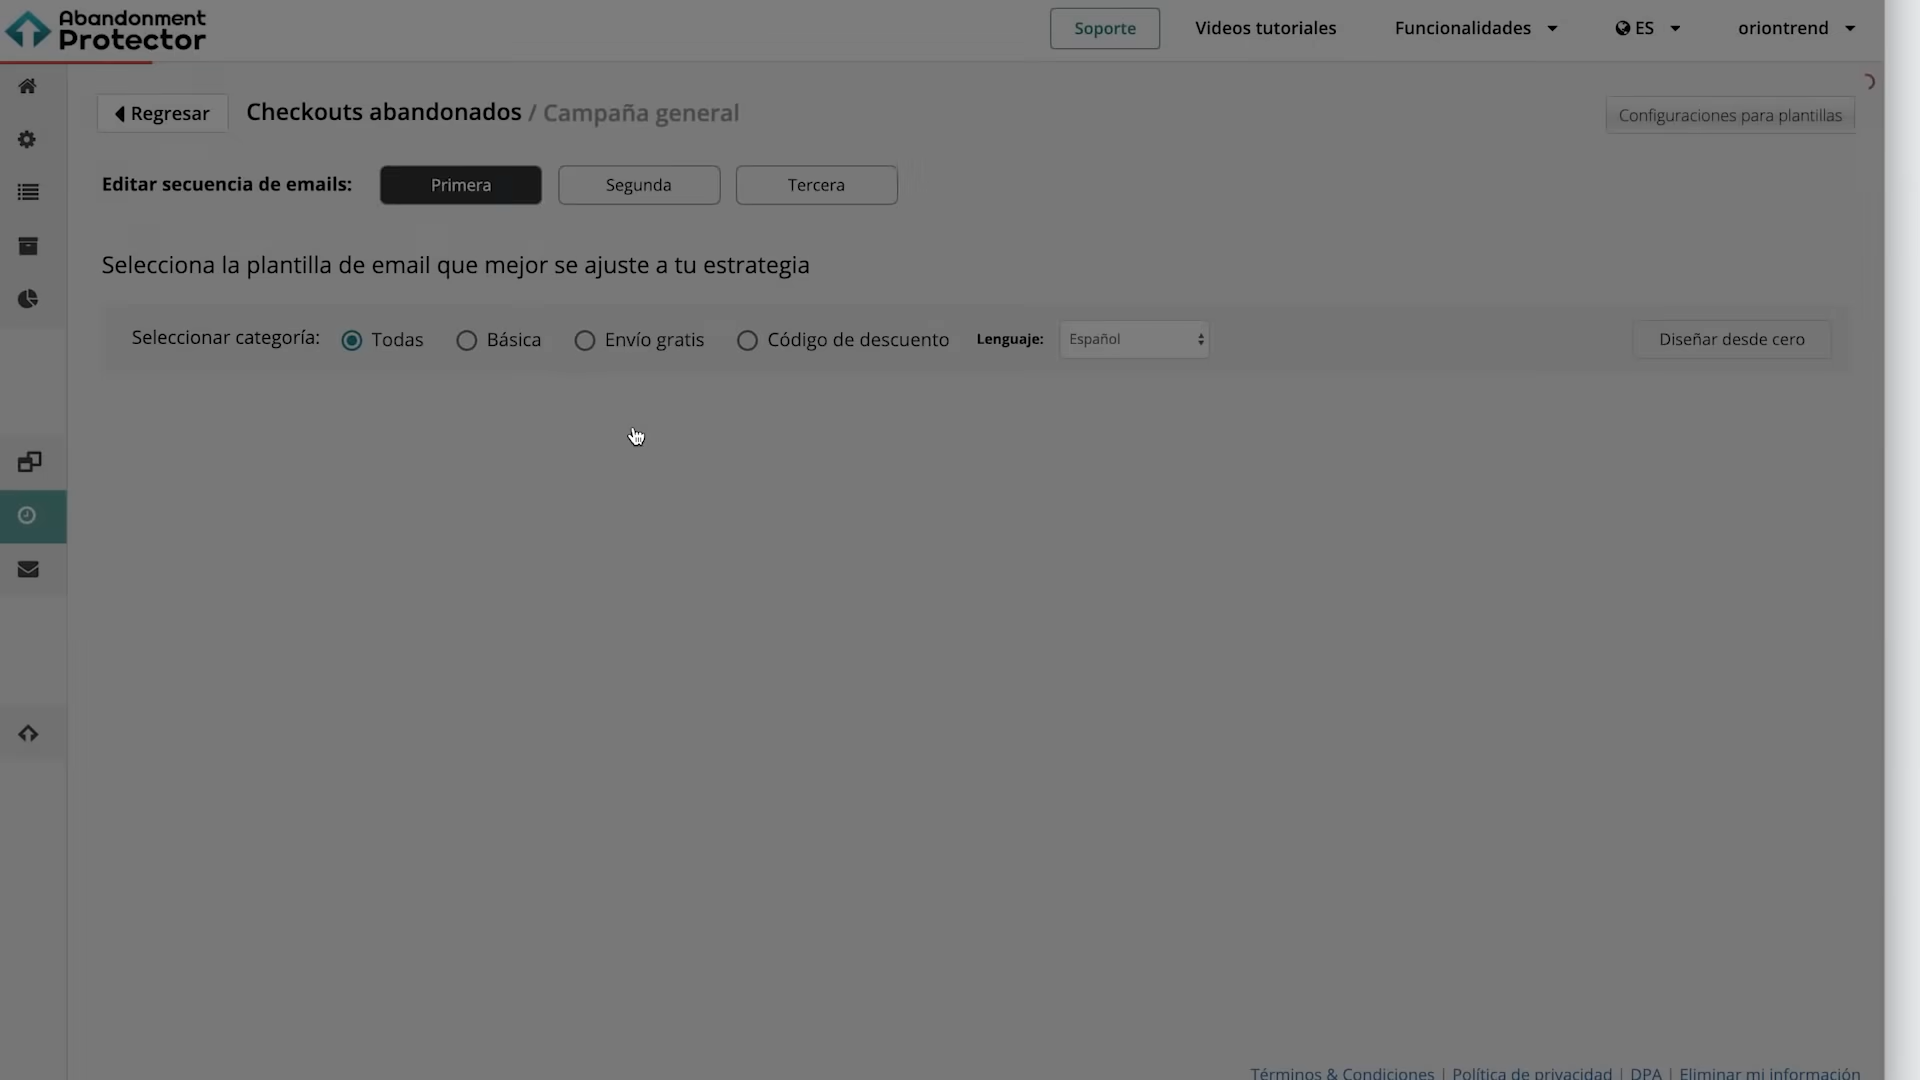 Abandonment
Protector
Soporte
Videos tutoriales
Funcionalidades
ES
oriontrend
Regresar
Checkouts abandonados / Campaña general
Configuraciones para plantillas
Editar secuencia de emails:
Primera
Segunda
Tercera
Selecciona la plantilla de email que mejor se ajuste a tu estrategia
Seleccionar categoría:
Todas
Básica
Envío gratis
Código de descuento
Lenguaje:
Español
Diseñar desde cero
Términos & Condiciones | Política de privacidad | DPA | Eliminar mi información